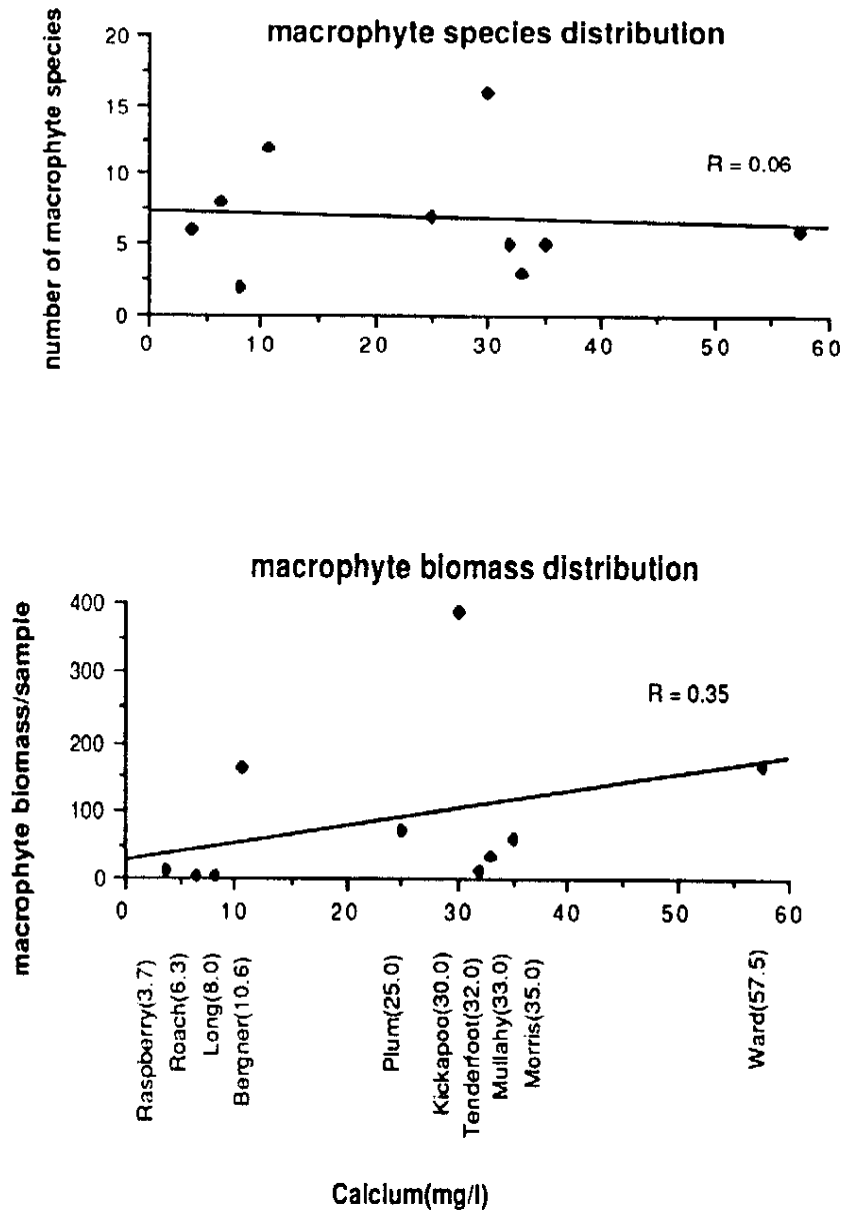 macrophyte species distribution
number of macrophyte species
20
15
10
5
0
R = 0.06
0 10 20 30 40 50 60
macrophyte biomass distribution
macrophyte biomass/sample
400
300
200
100
0
R = 0.35
0 10 20 30 40 50 60
Raspberry(3.7)
Roach(6.3)
Long(8.0)
Bergner(10.6)
Plum(25.0)
Kickapoo(30.0)
Tenderfoot(32.0)
Mullahy(33.0)
Morris(35.0)
Ward(57.5)
Calcium(mg/l)